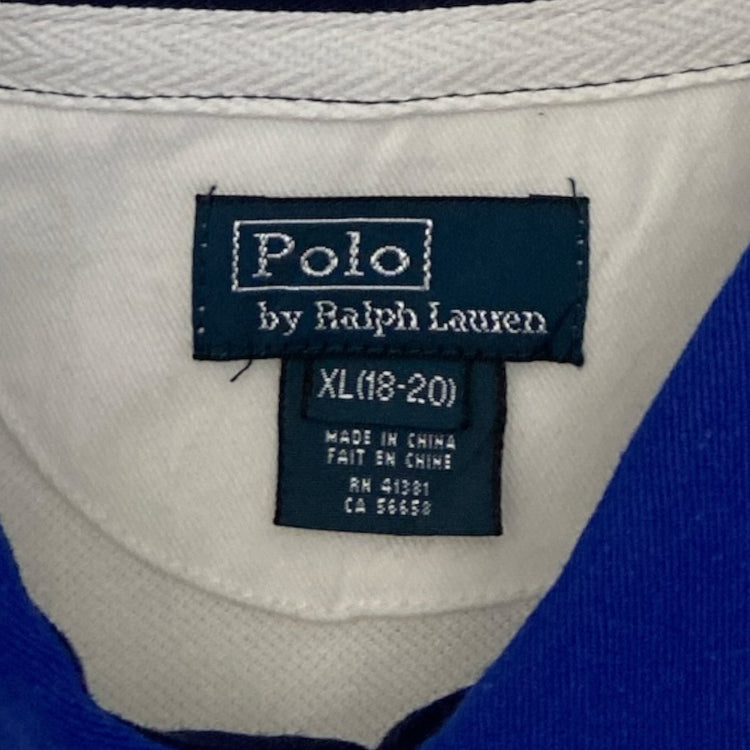 Polo
by Ralph Lauren
XL(18-20)
MADE IN CHINA
FAIT EN CHINE
RN 41381
CA 56658